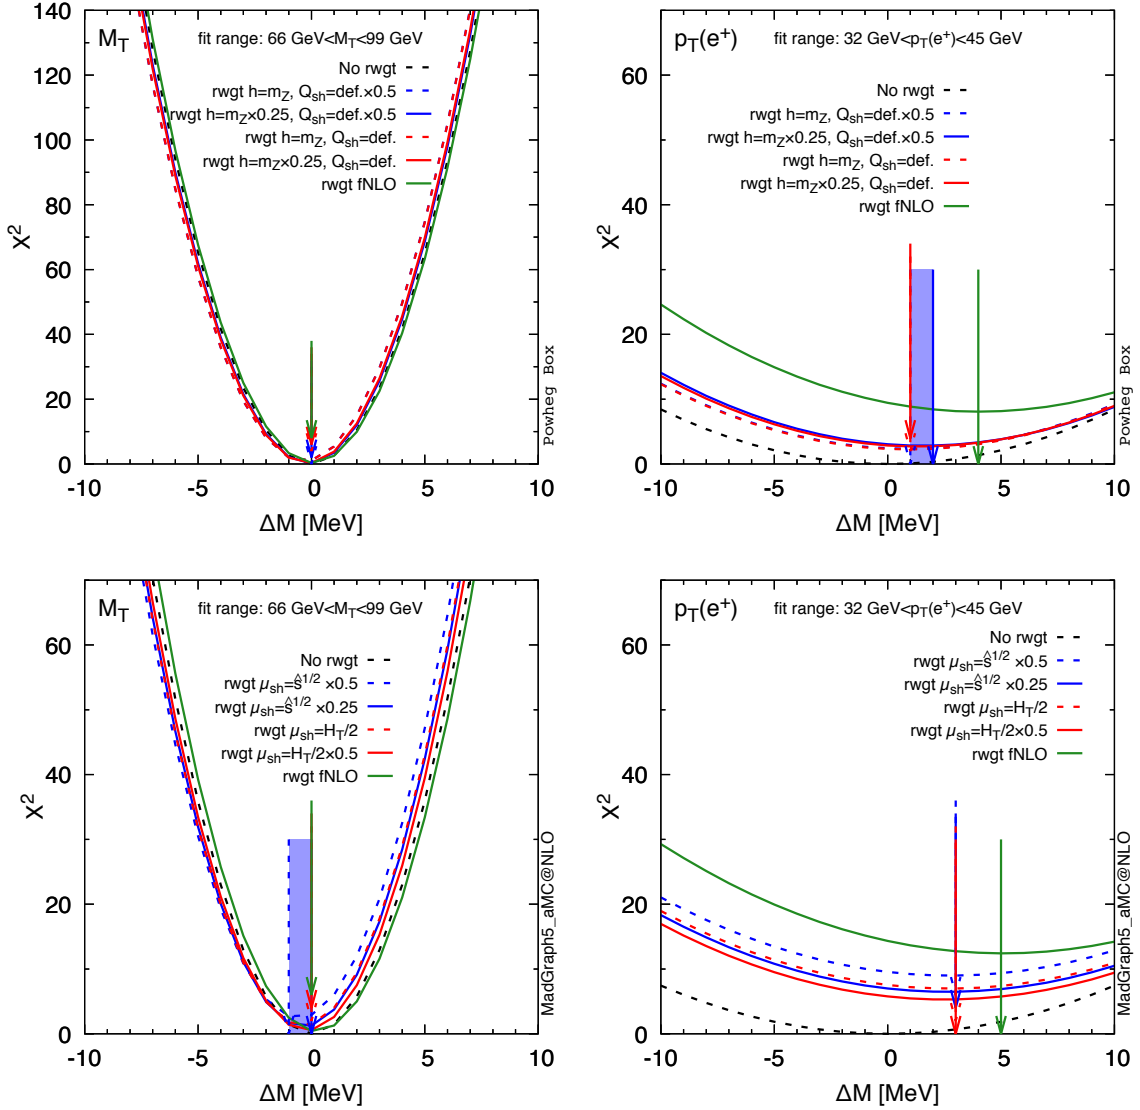 M_T
fit range: 66 GeV<M_T<99 GeV
No rwgt
rwgt h=m_Z, Q_sh=def.×0.5
rwgt h=m_Z×0.25, Q_sh=def.×0.5
rwgt h=m_Z, Q_sh=def.
rwgt h=m_Z×0.25, Q_sh=def.
rwgt fNLO
140
120
100
80
60
40
20
0
Χ²
-10
-5
0
5
10
ΔM [MeV]
Powheg Box
p_T(e⁺)
fit range: 32 GeV<p_T(e⁺)<45 GeV
No rwgt
rwgt h=m_Z, Q_sh=def.×0.5
rwgt h=m_Z×0.25, Q_sh=def.×0.5
rwgt h=m_Z, Q_sh=def.
rwgt h=m_Z×0.25, Q_sh=def.
rwgt fNLO
60
40
20
0
Χ²
-10
-5
0
5
10
ΔM [MeV]
Powheg Box
M_T
fit range: 66 GeV<M_T<99 GeV
No rwgt
rwgt μ_sh=ŝ^1/2 ×0.5
rwgt μ_sh=ŝ^1/2 ×0.25
rwgt μ_sh=H_T/2
rwgt μ_sh=H_T/2×0.5
rwgt fNLO
60
40
20
0
Χ²
-10
-5
0
5
10
ΔM [MeV]
MadGraph5_aMC@NLO
p_T(e⁺)
fit range: 32 GeV<p_T(e⁺)<45 GeV
No rwgt
rwgt μ_sh=ŝ^1/2 ×0.5
rwgt μ_sh=ŝ^1/2 ×0.25
rwgt μ_sh=H_T/2
rwgt μ_sh=H_T/2×0.5
rwgt fNLO
60
40
20
0
Χ²
-10
-5
0
5
10
ΔM [MeV]
MadGraph5_aMC@NLO